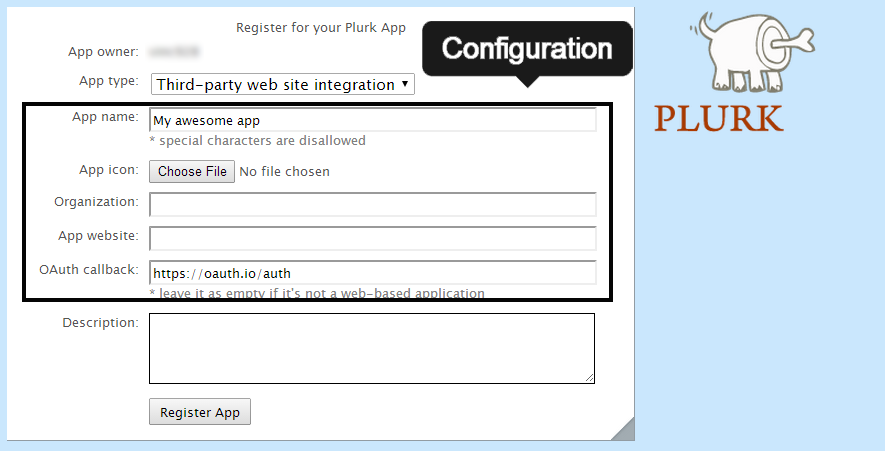 Register for your Plurk App
Configuration
App owner:
App type: Third-party web site integration
App name: My awesome app
* special characters are disallowed
App icon: Choose File No file chosen
Organization:
App website:
OAuth callback: https://oauth.io/auth
* leave it as empty if it's not a web-based application
Description:
Register App
PLURK